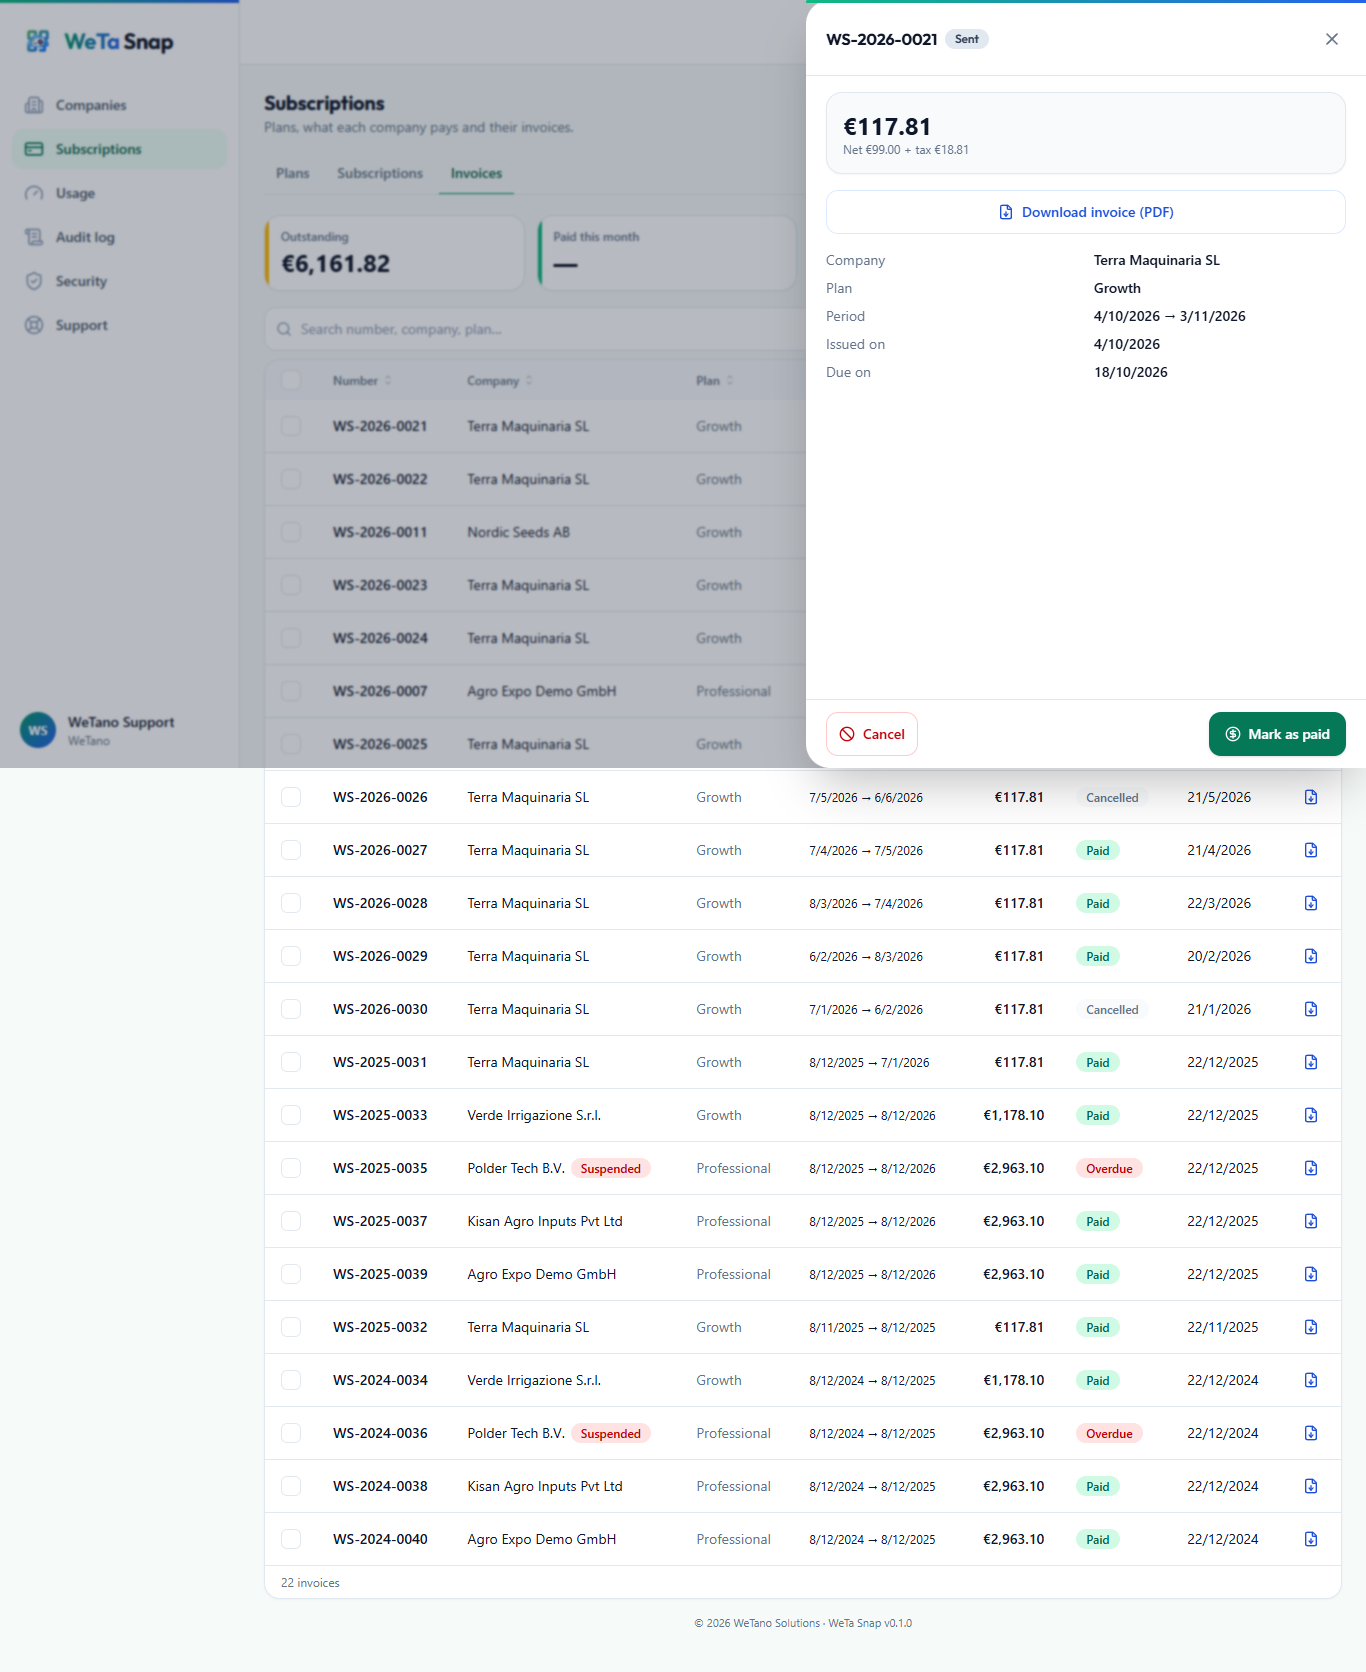 WeTa Snap
Companies
Subscriptions
Usage
Audit log
Security
Support
WS
WeTano Support
WeTano
Subscriptions
Plans, what each company pays and their invoices.
Plans Subscriptions Invoices
Outstanding
€6,161.82
Paid this month
—
Search number, company, plan...
Number Company Plan
WS-2026-0021 Terra Maquinaria SL Growth
WS-2026-0022 Terra Maquinaria SL Growth
WS-2026-0011 Nordic Seeds AB Growth
WS-2026-0023 Terra Maquinaria SL Growth
WS-2026-0024 Terra Maquinaria SL Growth
WS-2026-0007 Agro Expo Demo GmbH Professional
WS-2026-0025 Terra Maquinaria SL Growth
WS-2026-0026 Terra Maquinaria SL Growth 7/5/2026 → 6/6/2026 €117.81 Cancelled 21/5/2026
WS-2026-0027 Terra Maquinaria SL Growth 7/4/2026 → 7/5/2026 €117.81 Paid 21/4/2026
WS-2026-0028 Terra Maquinaria SL Growth 8/3/2026 → 7/4/2026 €117.81 Paid 22/3/2026
WS-2026-0029 Terra Maquinaria SL Growth 6/2/2026 → 8/3/2026 €117.81 Paid 20/2/2026
WS-2026-0030 Terra Maquinaria SL Growth 7/1/2026 → 6/2/2026 €117.81 Cancelled 21/1/2026
WS-2025-0031 Terra Maquinaria SL Growth 8/12/2025 → 7/1/2026 €117.81 Paid 22/12/2025
WS-2025-0033 Verde Irrigazione S.r.l. Growth 8/12/2025 → 8/12/2026 €1,178.10 Paid 22/12/2025
WS-2025-0035 Polder Tech B.V. Suspended Professional 8/12/2025 → 8/12/2026 €2,963.10 Overdue 22/12/2025
WS-2025-0037 Kisan Agro Inputs Pvt Ltd Professional 8/12/2025 → 8/12/2026 €2,963.10 Paid 22/12/2025
WS-2025-0039 Agro Expo Demo GmbH Professional 8/12/2025 → 8/12/2026 €2,963.10 Paid 22/12/2025
WS-2025-0032 Terra Maquinaria SL Growth 8/11/2025 → 8/12/2025 €117.81 Paid 22/11/2025
WS-2024-0034 Verde Irrigazione S.r.l. Growth 8/12/2024 → 8/12/2025 €1,178.10 Paid 22/12/2024
WS-2024-0036 Polder Tech B.V. Suspended Professional 8/12/2024 → 8/12/2025 €2,963.10 Overdue 22/12/2024
WS-2024-0038 Kisan Agro Inputs Pvt Ltd Professional 8/12/2024 → 8/12/2025 €2,963.10 Paid 22/12/2024
WS-2024-0040 Agro Expo Demo GmbH Professional 8/12/2024 → 8/12/2025 €2,963.10 Paid 22/12/2024
22 invoices
© 2026 WeTano Solutions · WeTa Snap v0.1.0
WS-2026-0021 Sent
€117.81
Net €99.00 + tax €18.81
Download invoice (PDF)
Company Terra Maquinaria SL
Plan Growth
Period 4/10/2026 → 3/11/2026
Issued on 4/10/2026
Due on 18/10/2026
Cancel
Mark as paid